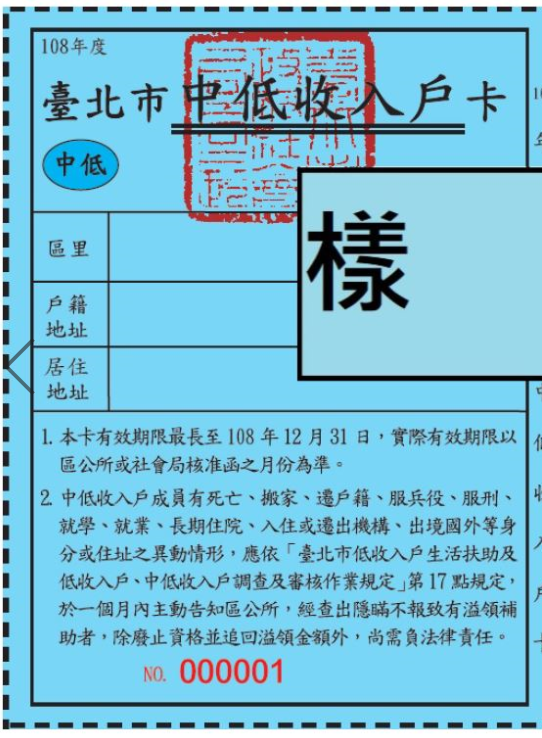 108年度
臺北市中低收入戶卡
中低
樣
區里
戶籍
地址
居住
地址
1. 本卡有效期限最長至 108 年 12 月 31 日，實際有效期限以
區公所或社會局核准函之月份為準。
2. 中低收入戶成員有死亡、搬家、遷戶籍、服兵役、服刑、
就學、就業、長期住院、入住或遷出機構、出境國外等身
分或住址之異動情形，應依「臺北市低收入戶生活扶助及
低收入戶、中低收入戶調查及審核作業規定」第 17 點規定，
於一個月內主動告知區公所，經查出隱瞞不報致有溢領補
助者，除廢止資格並追回溢領金額外，尚需負法律責任。
NO. 000001